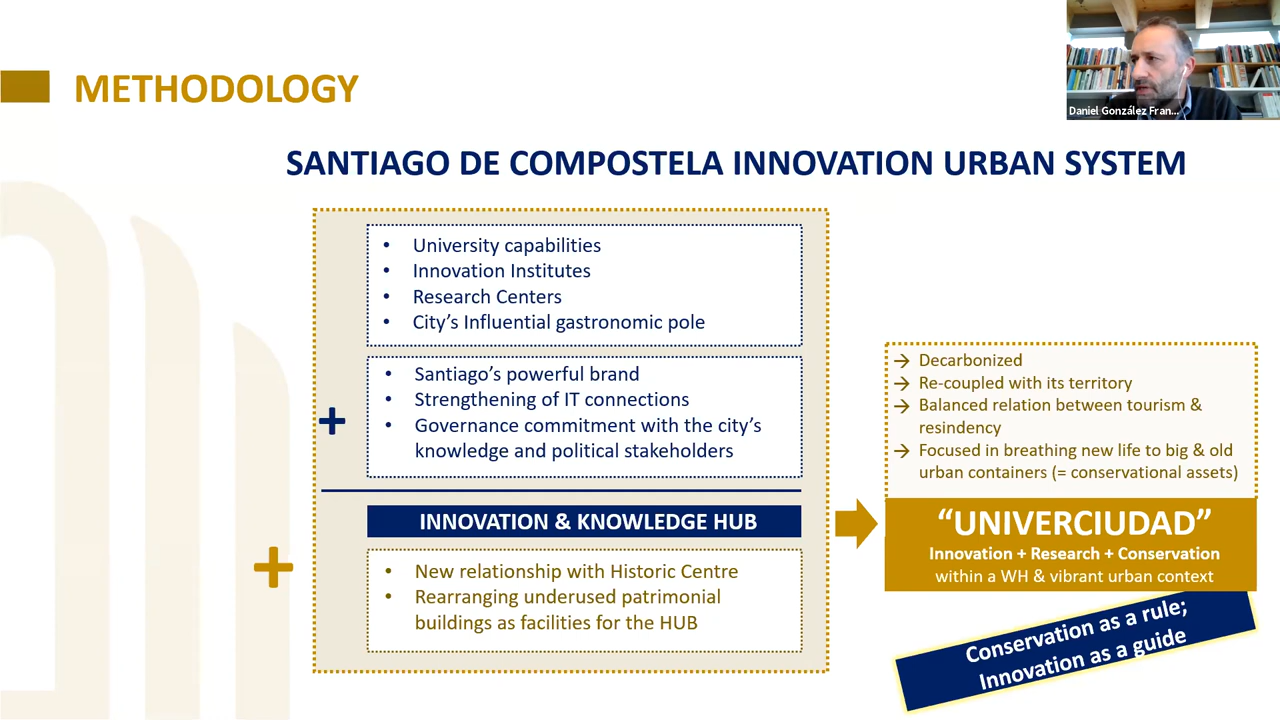 METHODOLOGY
Daniel González Fran...
SANTIAGO DE COMPOSTELA INNOVATION URBAN SYSTEM
• University capabilities
• Innovation Institutes
• Research Centers
• City’s Influential gastronomic pole
+
• Santiago’s powerful brand
• Strengthening of IT connections
• Governance commitment with the city’s
knowledge and political stakeholders
INNOVATION & KNOWLEDGE HUB
+
• New relationship with Historic Centre
• Rearranging underused patrimonial
buildings as facilities for the HUB
→ Decarbonized
→ Re-coupled with its territory
→ Balanced relation between tourism &
resindency
→ Focused in breathing new life to big & old
urban containers (= conservational assets)
“UNIVERCIUDAD”
Innovation + Research + Conservation
within a WH & vibrant urban context
Conservation as a rule;
Innovation as a guide